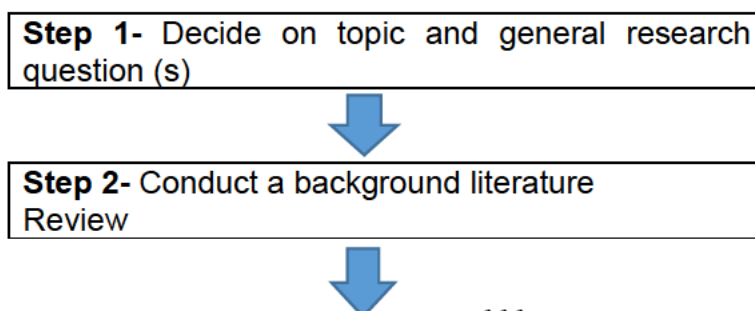 Step 1- Decide on topic and general research
question (s)
Step 2- Conduct a background literature
Review